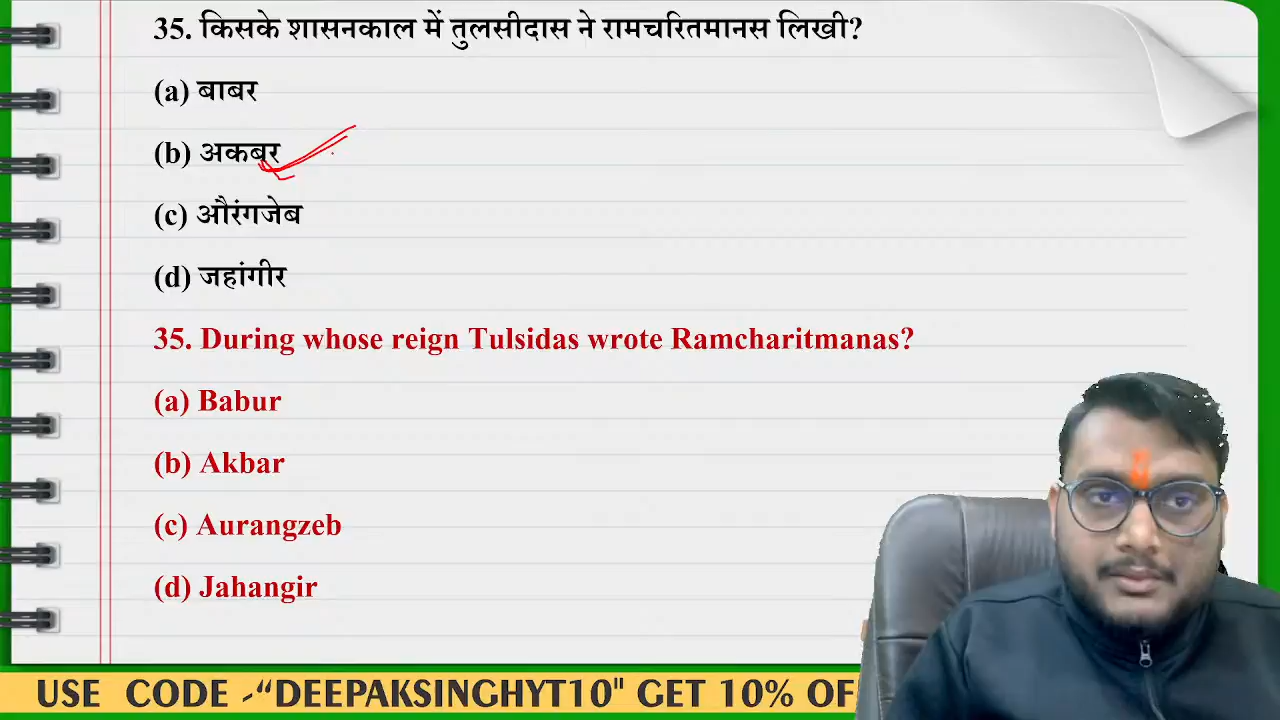 35. किसके शासनकाल में तुलसीदास ने रामचरितमानस लिखी?
(a) बाबर
(b) अकबर
(c) औरंगजेब
(d) जहांगीर
35. During whose reign Tulsidas wrote Ramcharitmanas?
(a) Babur
(b) Akbar
(c) Aurangzeb
(d) Jahangir
USE CODE -“DEEPAKSINGHYT10" GET 10% OF